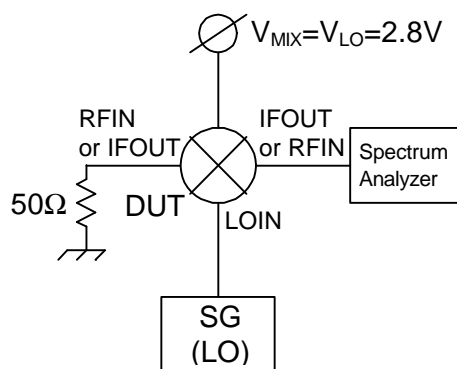 V_MIX=V_LO=2.8V
RFIN
or IFOUT
IFOUT
or RFIN
Spectrum
Analyzer
50Ω
DUT
LOIN
SG
(LO)